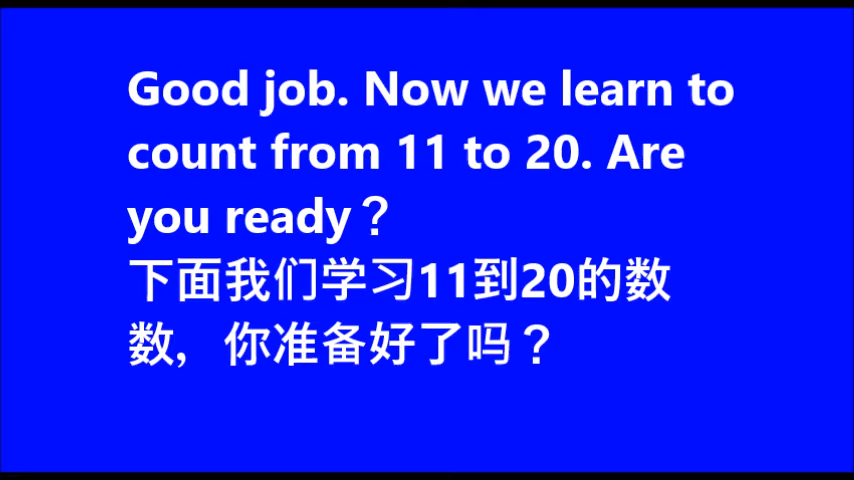 Good job. Now we learn to
count from 11 to 20. Are
you ready？
下面我们学习11到20的数
数，你准备好了吗？